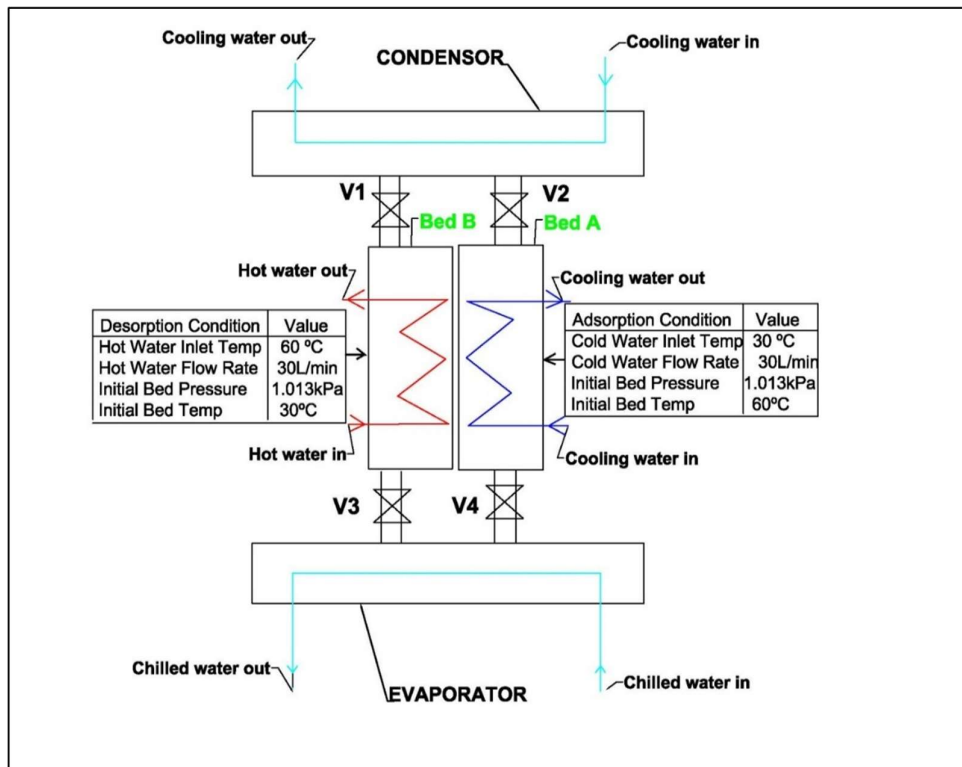 Cooling water out
Cooling water in
CONDENSOR
V1
V2
Bed B
Bed A
Hot water out
Cooling water out
Desorption Condition Value
Hot Water Inlet Temp 60 ºC
Hot Water Flow Rate 30L/min
Initial Bed Pressure 1.013kPa
Initial Bed Temp 30ºC
Adsorption Condition Value
Cold Water Inlet Temp 30 ºC
Cold Water Flow Rate 30L/min
Initial Bed Pressure 1.013kPa
Initial Bed Temp 60ºC
Hot water in
Cooling water in
V3
V4
Chilled water out
EVAPORATOR
Chilled water in